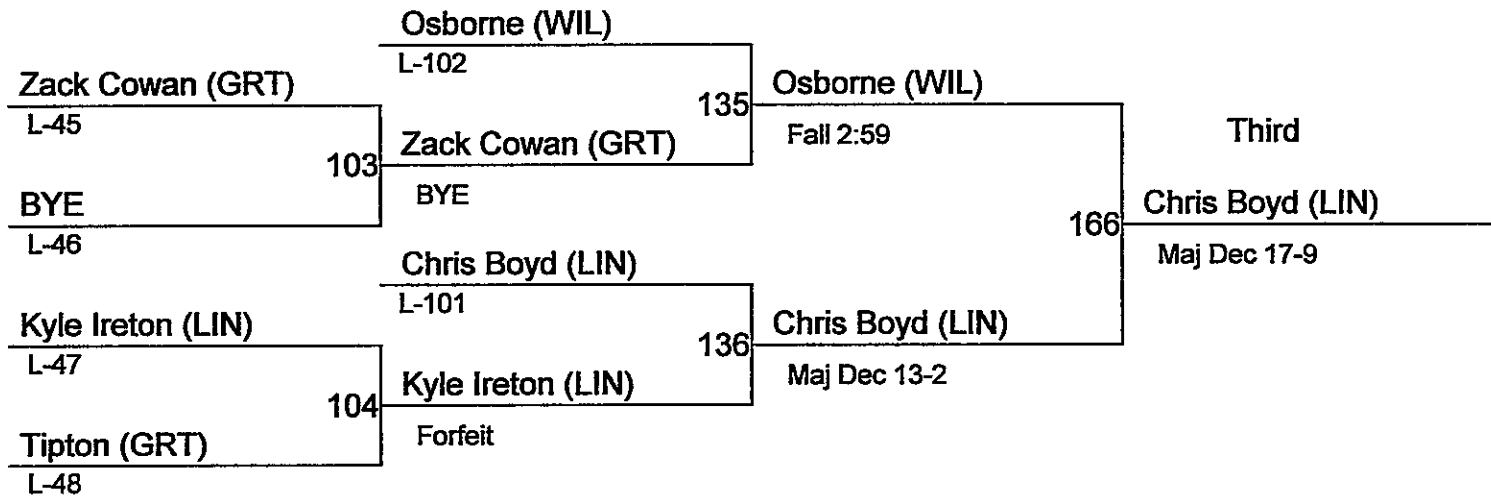 Osborne (WIL)
L-102
Zack Cowan (GRT)
L-45
135
Osborne (WIL)
Fall 2:59
Third
103
Zack Cowan (GRT)
BYE
BYE
L-46
166
Chris Boyd (LIN)
Maj Dec 17-9
Chris Boyd (LIN)
L-101
Kyle Ireton (LIN)
L-47
136
Chris Boyd (LIN)
Maj Dec 13-2
104
Kyle Ireton (LIN)
Forfeit
Tipton (GRT)
L-48